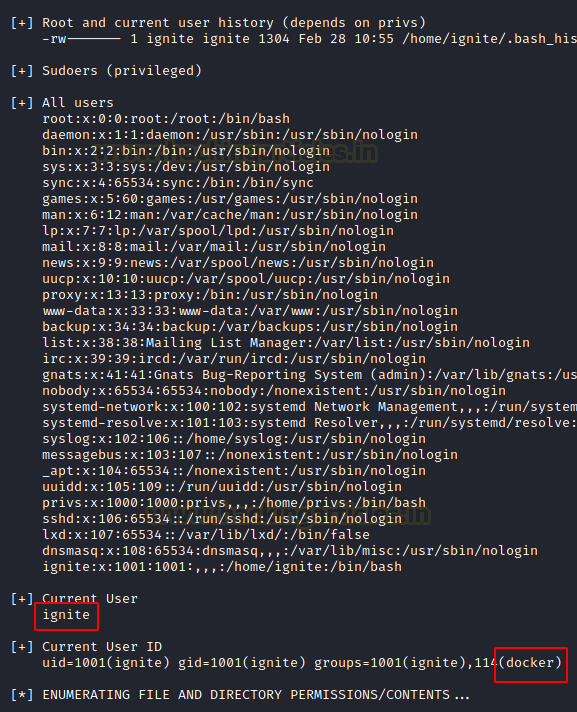 [+] Root and current user history (depends on privs)
-rw------- 1 ignite ignite 1304 Feb 28 10:55 /home/ignite/.bash_his
[+] Sudoers (privileged)
[+] All users
root:x:0:0:root:/root:/bin/bash
daemon:x:1:1:daemon:/usr/sbin:/usr/sbin/nologin
bin:x:2:2:bin:/bin:/usr/sbin/nologin
sys:x:3:3:sys:/dev:/usr/sbin/nologin
sync:x:4:65534:sync:/bin:/bin/sync
games:x:5:60:games:/usr/games:/usr/sbin/nologin
man:x:6:12:man:/var/cache/man:/usr/sbin/nologin
lp:x:7:7:lp:/var/spool/lpd:/usr/sbin/nologin
mail:x:8:8:mail:/var/mail:/usr/sbin/nologin
news:x:9:9:news:/var/spool/news:/usr/sbin/nologin
uucp:x:10:10:uucp:/var/spool/uucp:/usr/sbin/nologin
proxy:x:13:13:proxy:/bin:/usr/sbin/nologin
www-data:x:33:33:www-data:/var/www:/usr/sbin/nologin
backup:x:34:34:backup:/var/backups:/usr/sbin/nologin
list:x:38:38:Mailing List Manager:/var/list:/usr/sbin/nologin
irc:x:39:39:ircd:/var/run/ircd:/usr/sbin/nologin
gnats:x:41:41:Gnats Bug-Reporting System (admin):/var/lib/gnats:/us
nobody:x:65534:65534:nobody:/nonexistent:/usr/sbin/nologin
systemd-network:x:100:102:systemd Network Management,,,:/run/system
systemd-resolve:x:101:103:systemd Resolver,,,:/run/systemd/resolve:
syslog:x:102:106::/home/syslog:/usr/sbin/nologin
messagebus:x:103:107::/nonexistent:/usr/sbin/nologin
_apt:x:104:65534::/nonexistent:/usr/sbin/nologin
uuidd:x:105:109::/run/uuidd:/usr/sbin/nologin
privs:x:1000:1000:privs,,,:/home/privs:/bin/bash
sshd:x:106:65534::/run/sshd:/usr/sbin/nologin
lxd:x:107:65534::/var/lib/lxd/:/bin/false
dnsmasq:x:108:65534:dnsmasq,,,:/var/lib/misc:/usr/sbin/nologin
ignite:x:1001:1001:,,,:/home/ignite:/bin/bash
[+] Current User
ignite
[+] Current User ID
uid=1001(ignite) gid=1001(ignite) groups=1001(ignite),114(docker)
[*] ENUMERATING FILE AND DIRECTORY PERMISSIONS/CONTENTS...